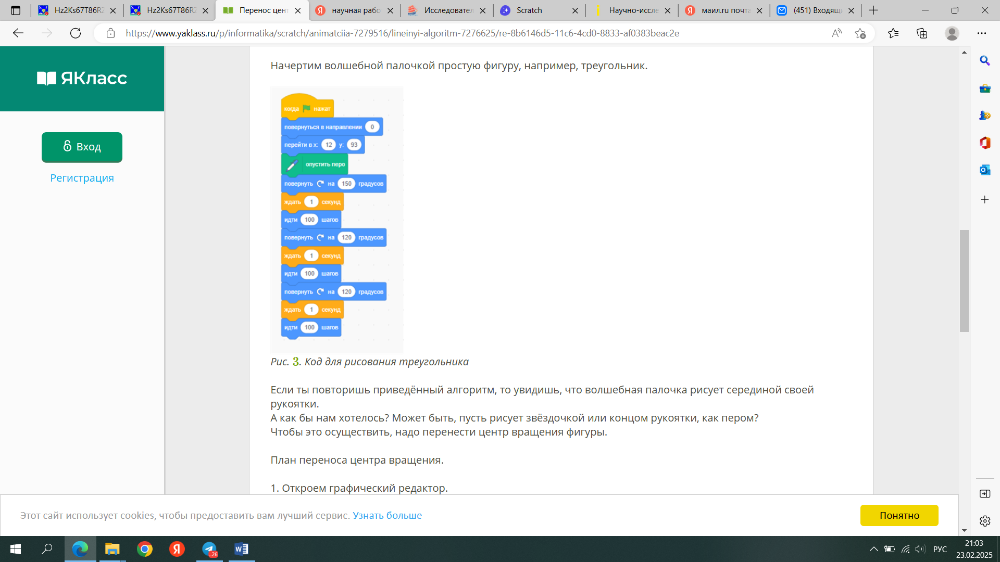 Hz2Ks67T86RZ
Hz2Ks67T86RZ
Перенос цент
Я научная рабо
Исследовател
Scratch
Научно-иссле
Я маил.ru почта
(451) Входящи
https://www.yaklass.ru/p/informatika/scratch/animatciia-7279516/lineinyi-algoritm-7276625/re-8b6146d5-11c6-4cd0-8833-af0383beac2e
ЯКласс
Вход
Регистрация
Начертим волшебной палочкой простую фигуру, например, треугольник.
когда нажат
повернуться в направлении 0
перейти в x: 12 y: 93
опустить перо
повернуть на 150 градусов
ждать 1 секунд
идти 100 шагов
повернуть на 120 градусов
ждать 1 секунд
идти 100 шагов
повернуть на 120 градусов
ждать 1 секунд
идти 100 шагов
Рис. 3. Код для рисования треугольника
Если ты повторишь приведённый алгоритм, то увидишь, что волшебная палочка рисует серединой своей
рукоятки.
А как бы нам хотелось? Может быть, пусть рисует звёздочкой или концом рукоятки, как пером?
Чтобы это осуществить, надо перенести центр вращения фигуры.
План переноса центра вращения.
1. Откроем графический редактор.
Этот сайт использует cookies, чтобы предоставить вам лучший сервис. Узнать больше
Понятно
Я
..26
РУС
21:03
23.02.2025